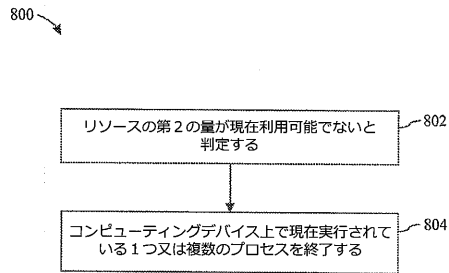 800
リソースの第２の量が現在利用可能でないと
判定する
802
コンピューティングデバイス上で現在実行されて
いる１つ又は複数のプロセスを終了する
804